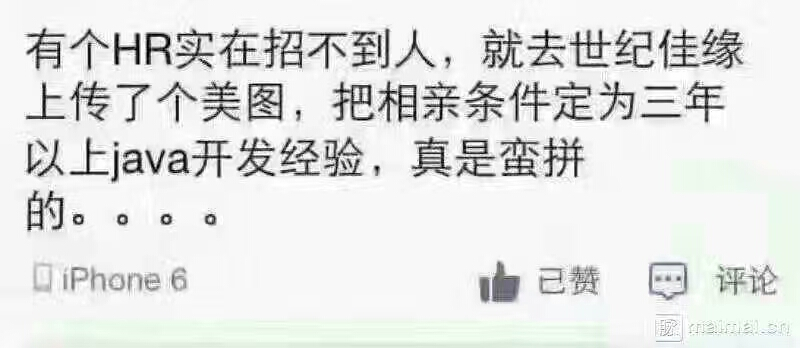 有个HR实在招不到人，就去世纪佳缘
上传了个美图，把相亲条件定为三年
以上java开发经验，真是蛮拼
的。。。。
iPhone 6 已赞 评论
脉 maimai.cn